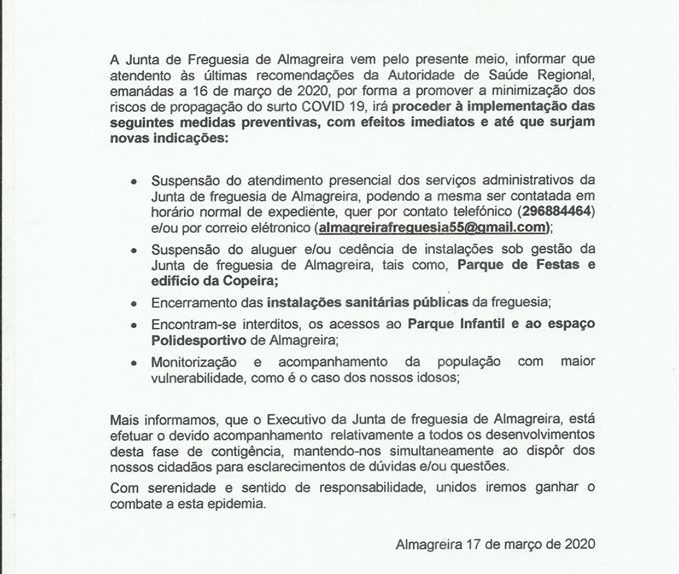 A Junta de Freguesia de Almagreira vem pelo presente meio, informar que
atendento às últimas recomendações da Autoridade de Saúde Regional,
emanádas a 16 de março de 2020, por forma a promover a minimização dos
riscos de propagação do surto COVID 19, irá proceder à implementação das
seguintes medidas preventivas, com efeitos imediatos e até que surjam
novas indicações:
• Suspensão do atendimento presencial dos serviços administrativos da
Junta de freguesia de Almagreira, podendo a mesma ser contatada em
horário normal de expediente, quer por contato telefónico (296884464)
e/ou por correio elétronico (almagreirafreguesia55@gmail.com);
• Suspensão do aluguer e/ou cedência de instalações sob gestão da
Junta de freguesia de Almagreira, tais como, Parque de Festas e
edificio da Copeira;
• Encerramento das instalações sanitárias públicas da freguesia;
• Encontram-se interditos, os acessos ao Parque Infantil e ao espaço
Polidesportivo de Almagreira;
• Monitorização e acompanhamento da população com maior
vulnerabilidade, como é o caso dos nossos idosos;
Mais informamos, que o Executivo da Junta de freguesia de Almagreira, está
efetuar o devido acompanhamento relativamente a todos os desenvolvimentos
desta fase de contigência, mantendo-nos simultaneamente ao dispôr dos
nossos cidadãos para esclarecimentos de dúvidas e/ou questões.
Com serenidade e sentido de responsabilidade, unidos iremos ganhar o
combate a esta epidemia.
Almagreira 17 de março de 2020